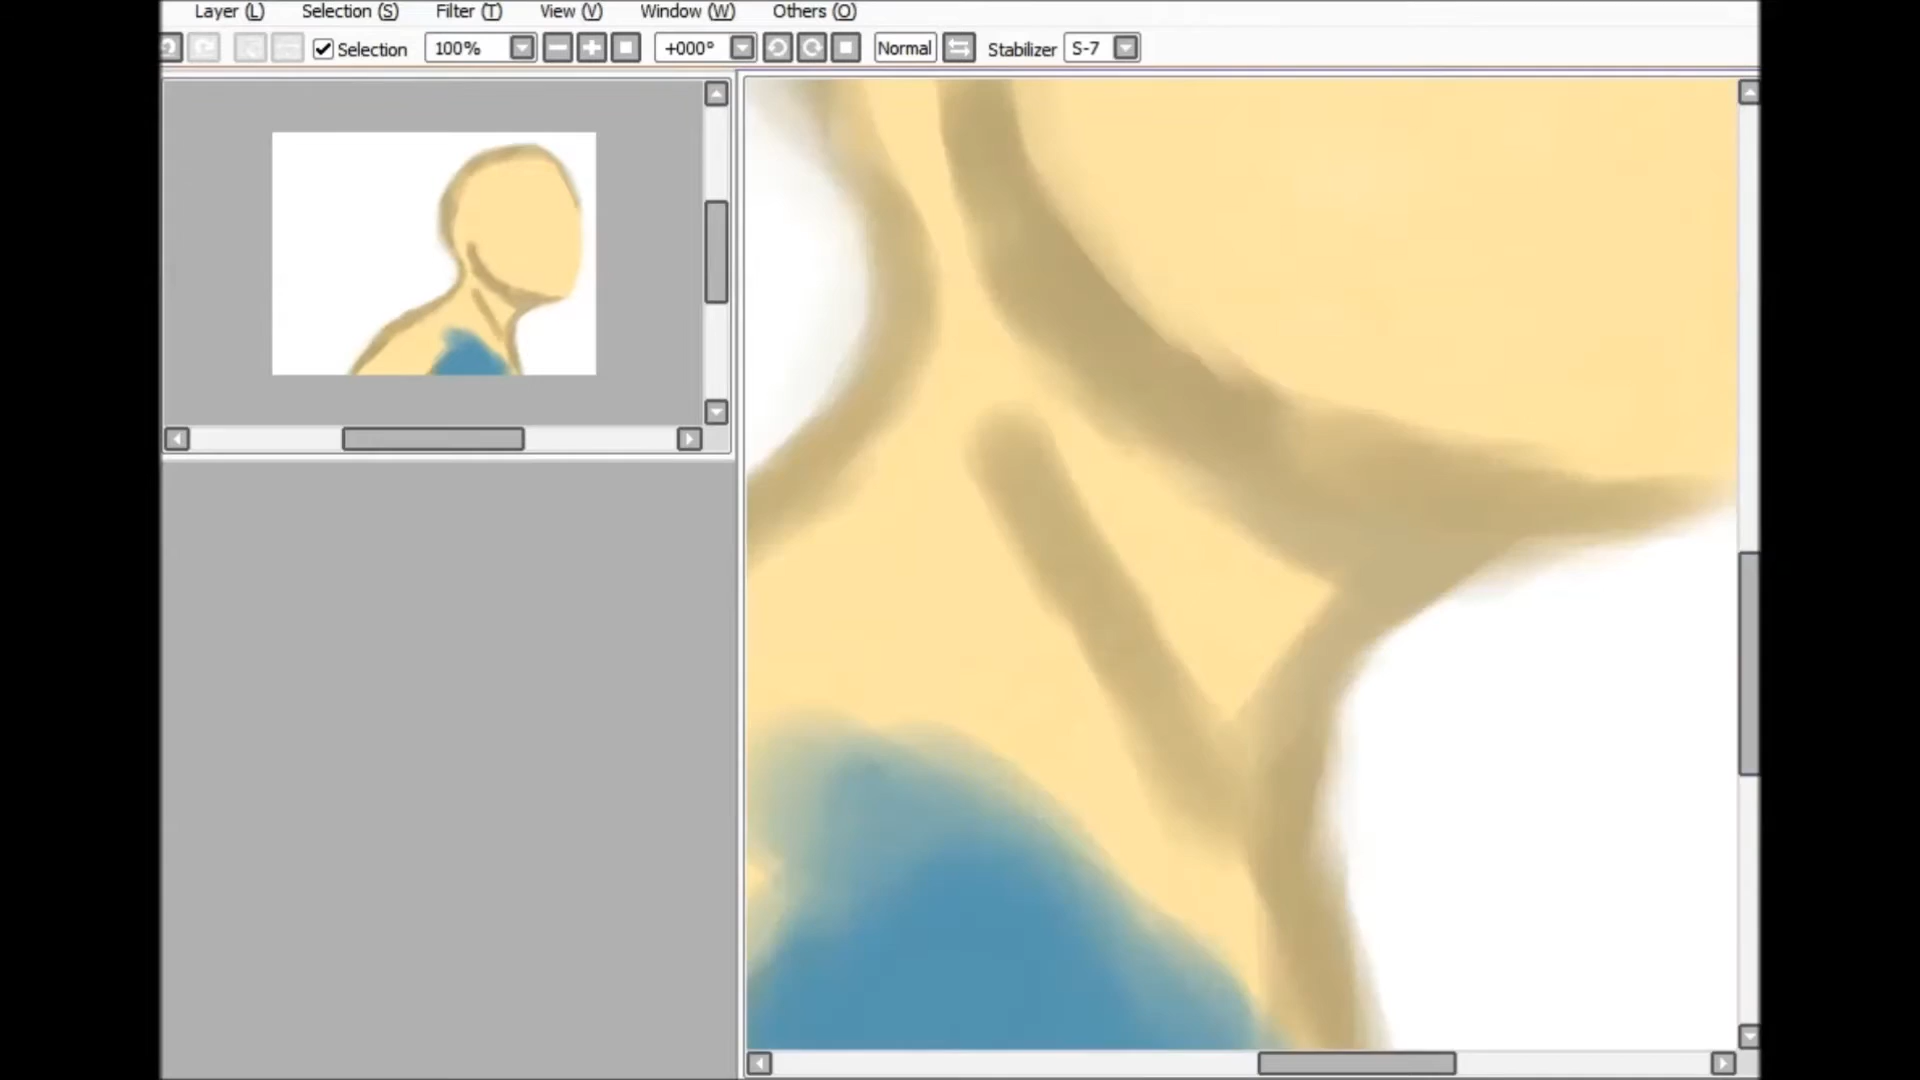 Layer (L) Selection (S) Filter (T) View (V) Window (W) Others (O)
Selection 100% +000° Normal Stabilizer S-7